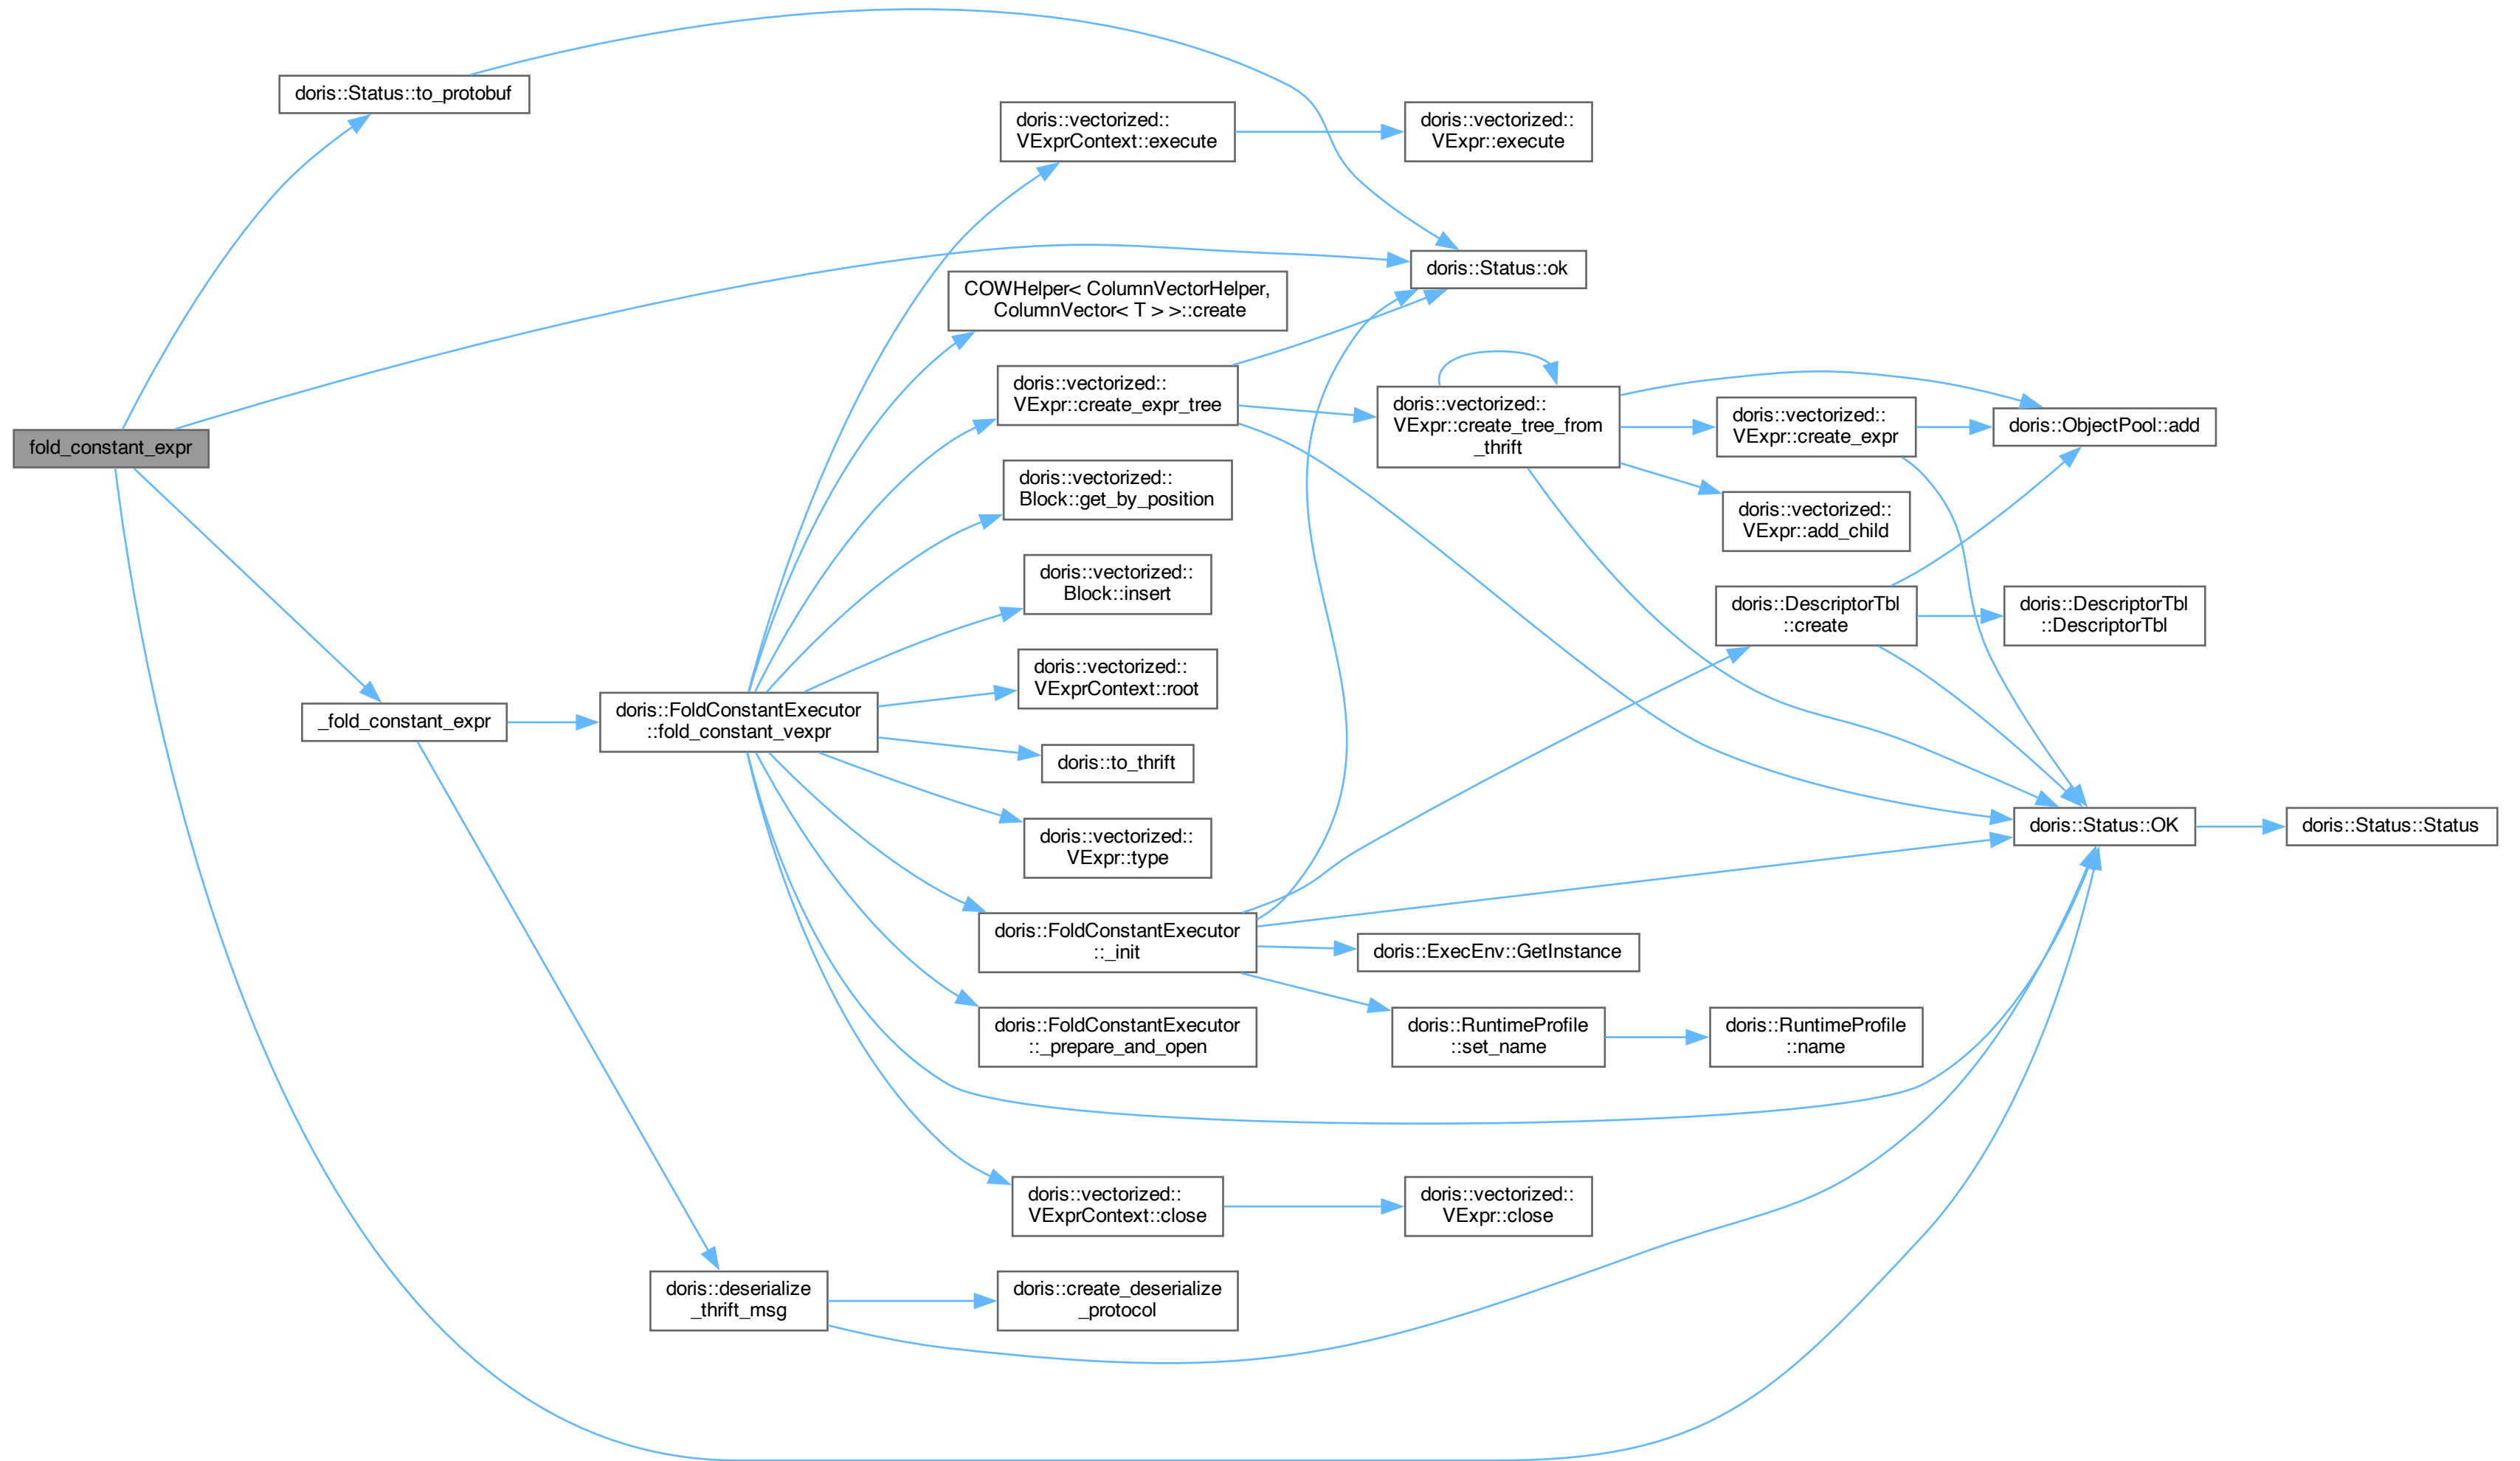 fold_constant_expr
doris::Status::to_protobuf
_fold_constant_expr
doris::FoldConstantExecutor
::fold_constant_vexpr
doris::deserialize
_thrift_msg
doris::vectorized::
VExprContext::execute
COWHelper< ColumnVectorHelper,
ColumnVector< T > >::create
doris::vectorized::
VExpr::create_expr_tree
doris::vectorized::
Block::get_by_position
doris::vectorized::
Block::insert
doris::vectorized::
VExprContext::root
doris::to_thrift
doris::vectorized::
VExpr::type
doris::FoldConstantExecutor
::_init
doris::FoldConstantExecutor
::_prepare_and_open
doris::vectorized::
VExprContext::close
doris::create_deserialize
_protocol
doris::vectorized::
VExpr::execute
doris::Status::ok
doris::vectorized::
VExpr::create_tree_from
_thrift
doris::ExecEnv::GetInstance
doris::RuntimeProfile
::set_name
doris::vectorized::
VExpr::close
doris::vectorized::
VExpr::create_expr
doris::vectorized::
VExpr::add_child
doris::DescriptorTbl
::create
doris::RuntimeProfile
::name
doris::ObjectPool::add
doris::DescriptorTbl
::DescriptorTbl
doris::Status::OK
doris::Status::Status